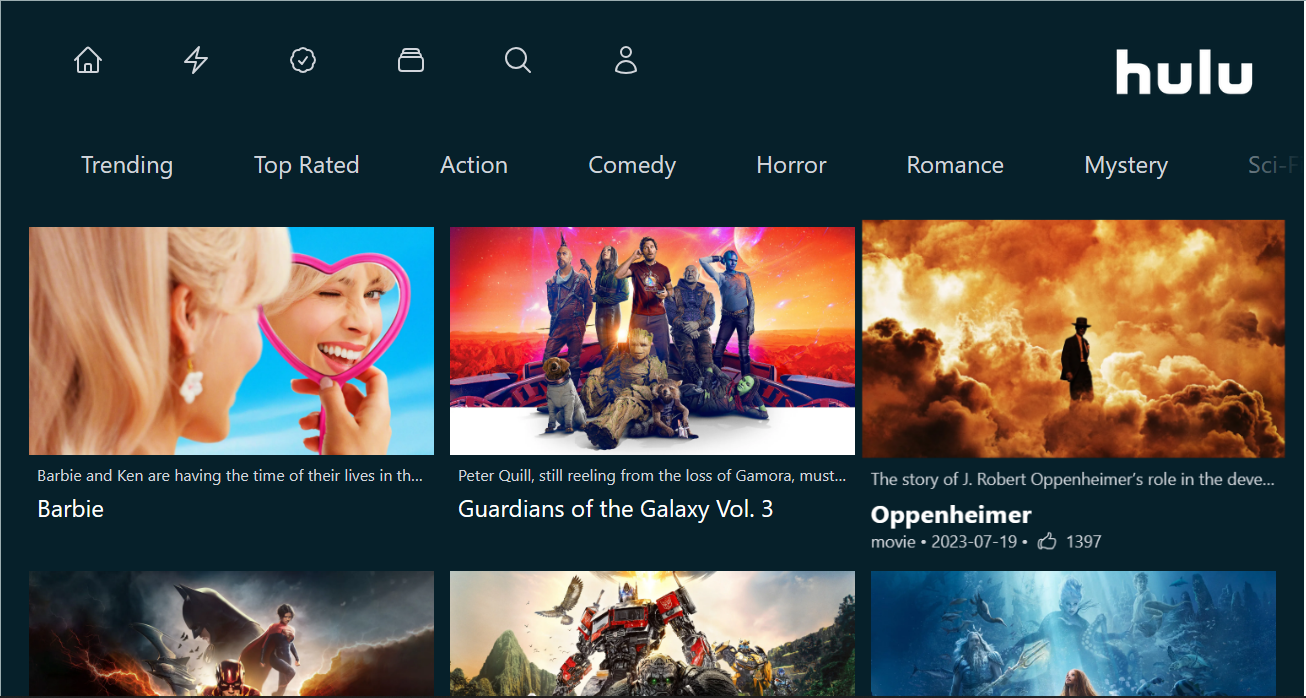 hulu
Trending Top Rated Action Comedy Horror Romance Mystery Sci-F
Barbie and Ken are having the time of their lives in th...
Barbie
Peter Quill, still reeling from the loss of Gamora, must...
Guardians of the Galaxy Vol. 3
The story of J. Robert Oppenheimer’s role in the deve...
Oppenheimer
movie • 2023-07-19 • 1397